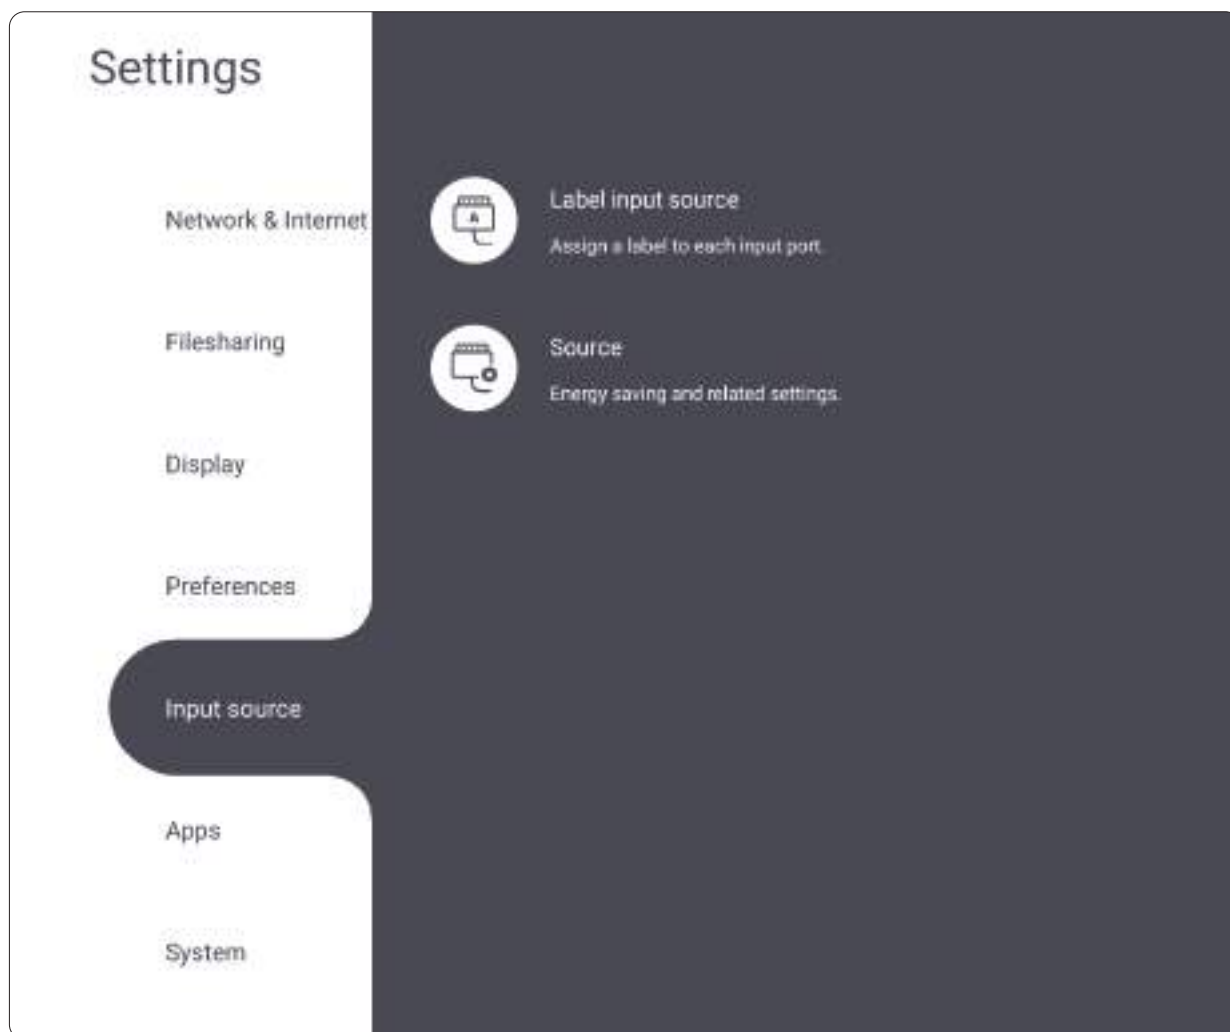 Settings
Network & Internet
Filesharing
Display
Preferences
Input source
Apps
System
Label input source
Assign a label to each input port.
Source
Energy saving and related settings.